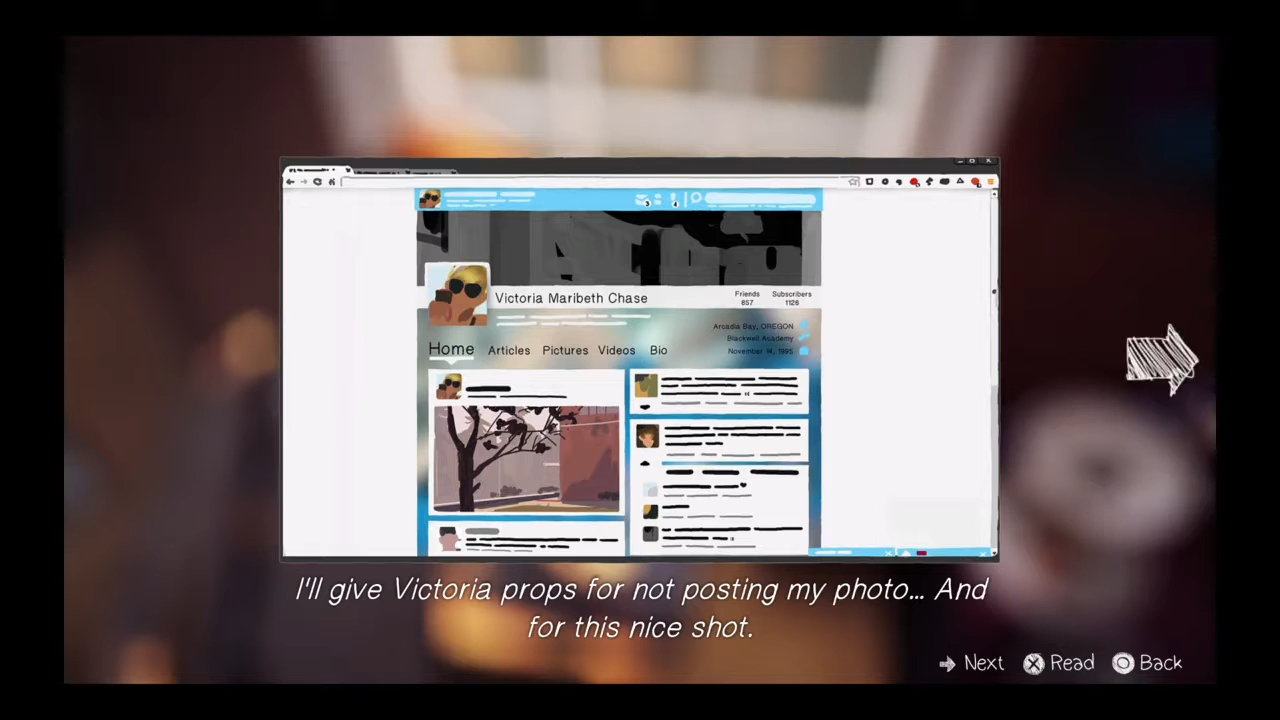 Victoria Maribeth Chase
Friends
857
Subscribers
1126
Arcadia Bay, OREGON
Blackwell Academy
November 14, 1995
Home Articles Pictures Videos Bio
I'll give Victoria props for not posting my photo... And
for this nice shot.
Next Read Back